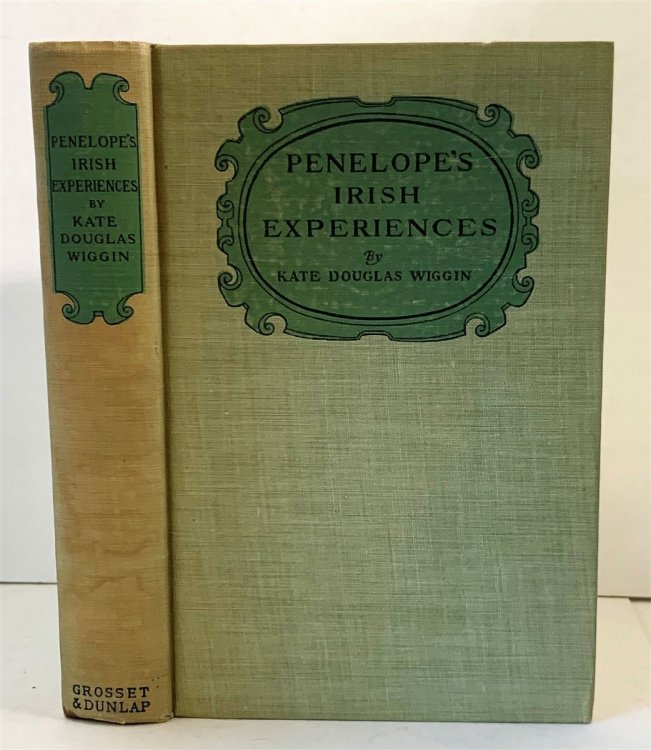 PENELOPE'S
IRISH
EXPERIENCES
BY
KATE
DOUGLAS
WIGGIN
GROSSET
& DUNLAP
PENELOPE'S
IRISH
EXPERIENCES
By
KATE DOUGLAS WIGGIN